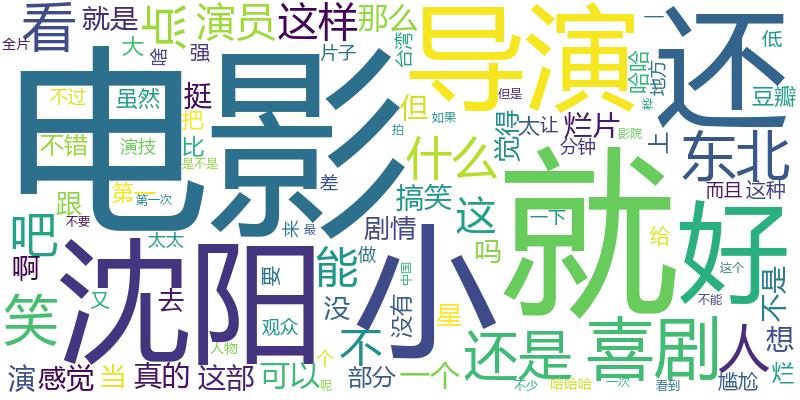 看
就是
印
演员
这样
那么
导演
还
全片
大
啥
强
片子
台湾
哈哈
一
地方
低
电影
不过
虽然
挺
但
但是
桦
豆瓣
不错
演技
把
比
是不是
拍
如果
觉得
太让
烂片
影院
上
东北
什么
分钟
跟
第一
第一次
差
搞笑
而且
这种
吧
不要
太太
来
最
剧情
这
吗
就
一下
给
好
啊
沈阳
要
能
做
中国
小
没
没有
星
这个
不能
不是
笑
又
去
观众
不
还是
喜剧
人
想
演
感觉
当
真的
人物
这部
个
呢
可以
部分
一个
不少
哈哈哈
一次
看到
尴尬